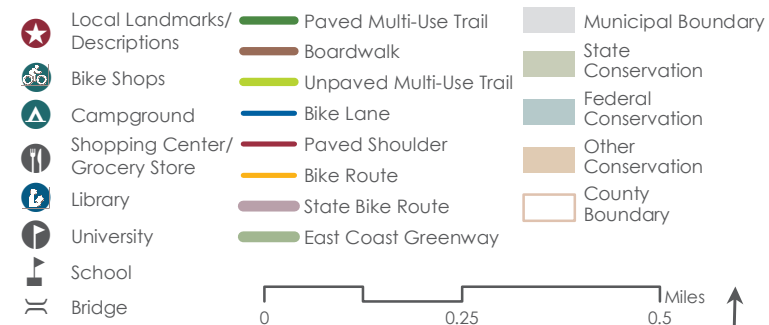 Local Landmarks/
Descriptions
Bike Shops
Campground
Shopping Center/
Grocery Store
Library
University
School
Bridge
Paved Multi-Use Trail
Boardwalk
Unpaved Multi-Use Trail
Bike Lane
Paved Shoulder
Bike Route
State Bike Route
East Coast Greenway
Municipal Boundary
State
Conservation
Federal
Conservation
Other
Conservation
County
Boundary
Miles
0 0.25 0.5